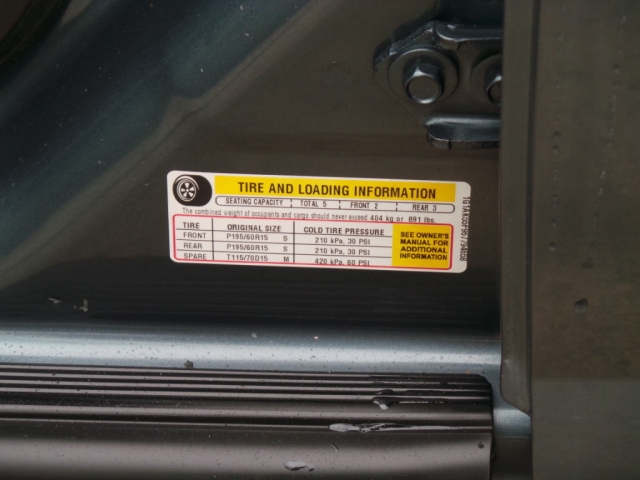 TIRE AND LOADING INFORMATION
SEATING CAPACITY TOTAL 5 FRONT 2 REAR 3
The combined weight of occupants and cargo should never exceed 404 kg or 891 lbs.
TIRE ORIGINAL SIZE COLD TIRE PRESSURE
FRONT P195/60R15 S 210 kPa, 30 PSI
REAR P195/60R15 S 210 kPa, 30 PSI
SPARE T115/70D15 M 420 kPa, 60 PSI
SEE OWNER'S
MANUAL FOR
ADDITIONAL
INFORMATION